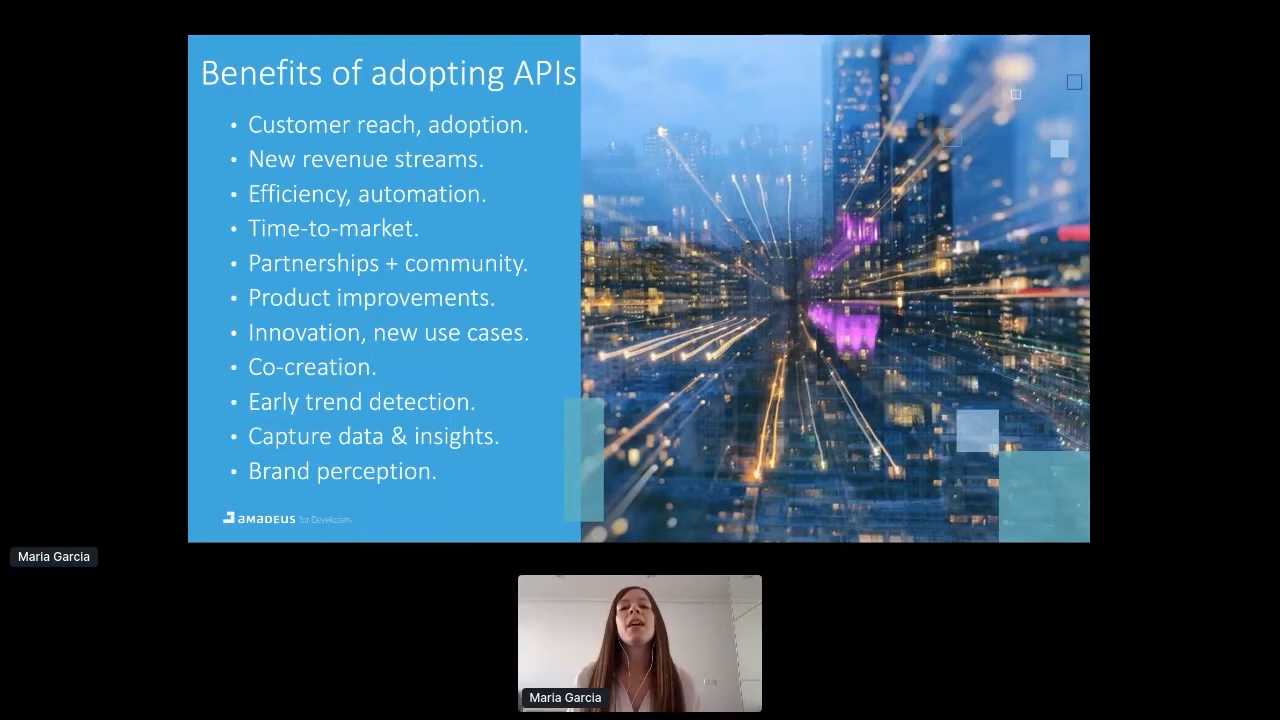 Benefits of adopting APIs
• Customer reach, adoption.
• New revenue streams.
• Efficiency, automation.
• Time-to-market.
• Partnerships + community.
• Product improvements.
• Innovation, new use cases.
• Co-creation.
• Early trend detection.
• Capture data & insights.
• Brand perception.
amadeus for Developers
Maria Garcia
Maria Garcia